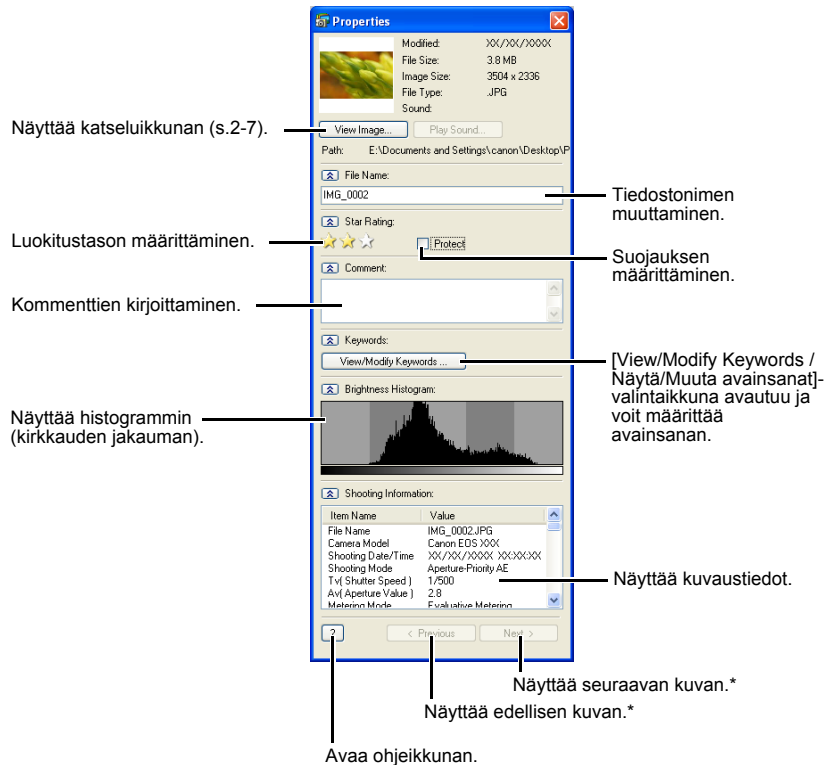 Properties
Modified: XX/XX/XXXX
File Size: 3.8 MB
Image Size: 3504 x 2336
File Type: .JPG
Sound:
View Image... Play Sound...
Path: E:\Documents and Settings\canon\Desktop\P
File Name:
IMG_0002
Star Rating:
Protect
Comment:
Keywords:
View/Modify Keywords ...
Brightness Histogram:
Shooting Information:
Item Name Value
File Name IMG_0002.JPG
Camera Model Canon EOS XXX
Shooting Date/Time XX/XX/XXXX XX:XX:XX
Shooting Mode Aperture-Priority AE
Tv( Shutter Speed ) 1/500
Av( Aperture Value ) 2.8
Metering Mode Evaluative Metering
? < Previous Next >
Näyttää katseluikkunan (s.2-7).
Luokitustason määrittäminen.
Kommenttien kirjoittaminen.
Näyttää histogrammin
(kirkkauden jakauman).
Tiedostonimen
muuttaminen.
Suojauksen
määrittäminen.
[View/Modify Keywords /
Näytä/Muuta avainsanat]-
valintaikkuna avautuu ja
voit määrittää
avainsanan.
Näyttää kuvaustiedot.
Näyttää seuraavan kuvan.*
Näyttää edellisen kuvan.*
Avaa ohjeikkunan.